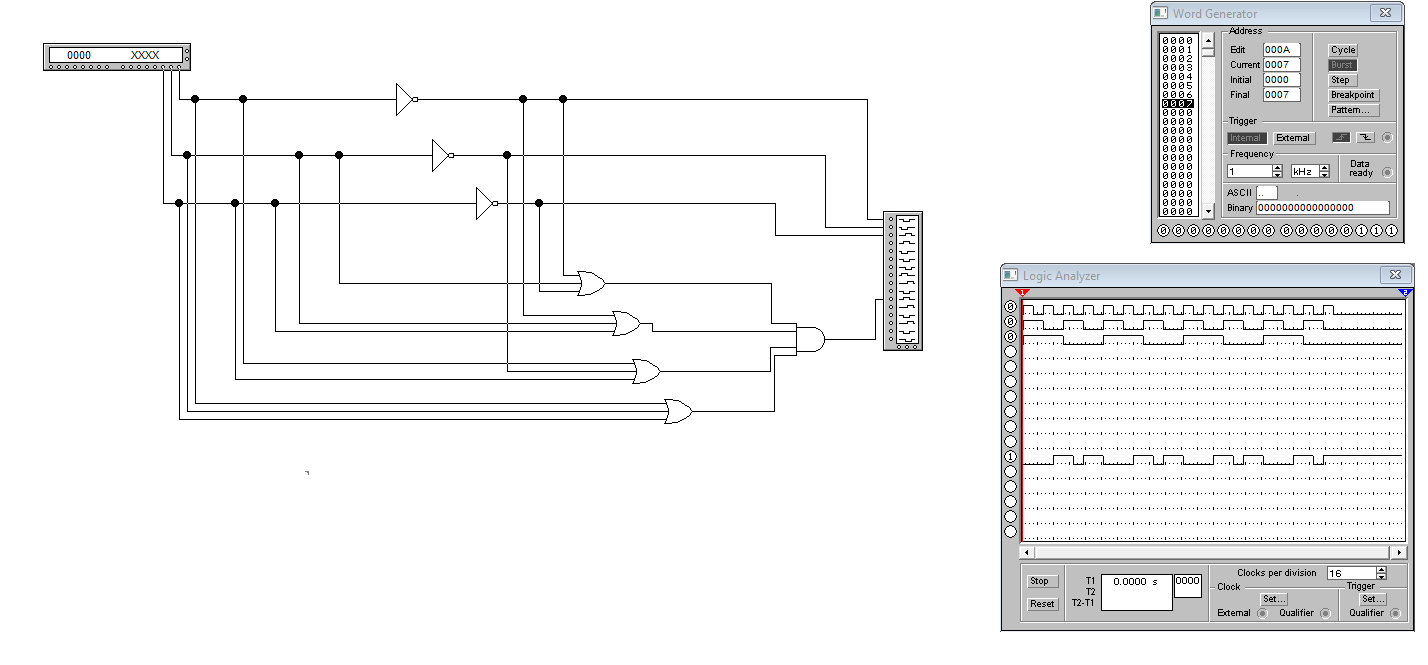 0000 XXXX
Word Generator
0000
0001
0002
0003
0004
0005
0006
0007
0000
0000
0000
0000
0000
0000
0000
0000
0000
0000
0000
0000
Address
Edit 000A
Current 0007
Initial 0000
Final 0007
Cycle
Burst
Step
Breakpoint
Pattern...
Trigger
Internal External
Frequency
1 kHz
Data
ready
ASCII ..
Binary 0000000000000000
0 0 0 0 0 0 0 0 0 0 0 0 0 1 1 1
Logic Analyzer
1 2
0
0
0
1
Stop
Reset
T1 0.0000 s 0000
T2
T2-T1
Clocks per division 16
Clock
Set...
External Qualifier
Trigger
Set...
Qualifier